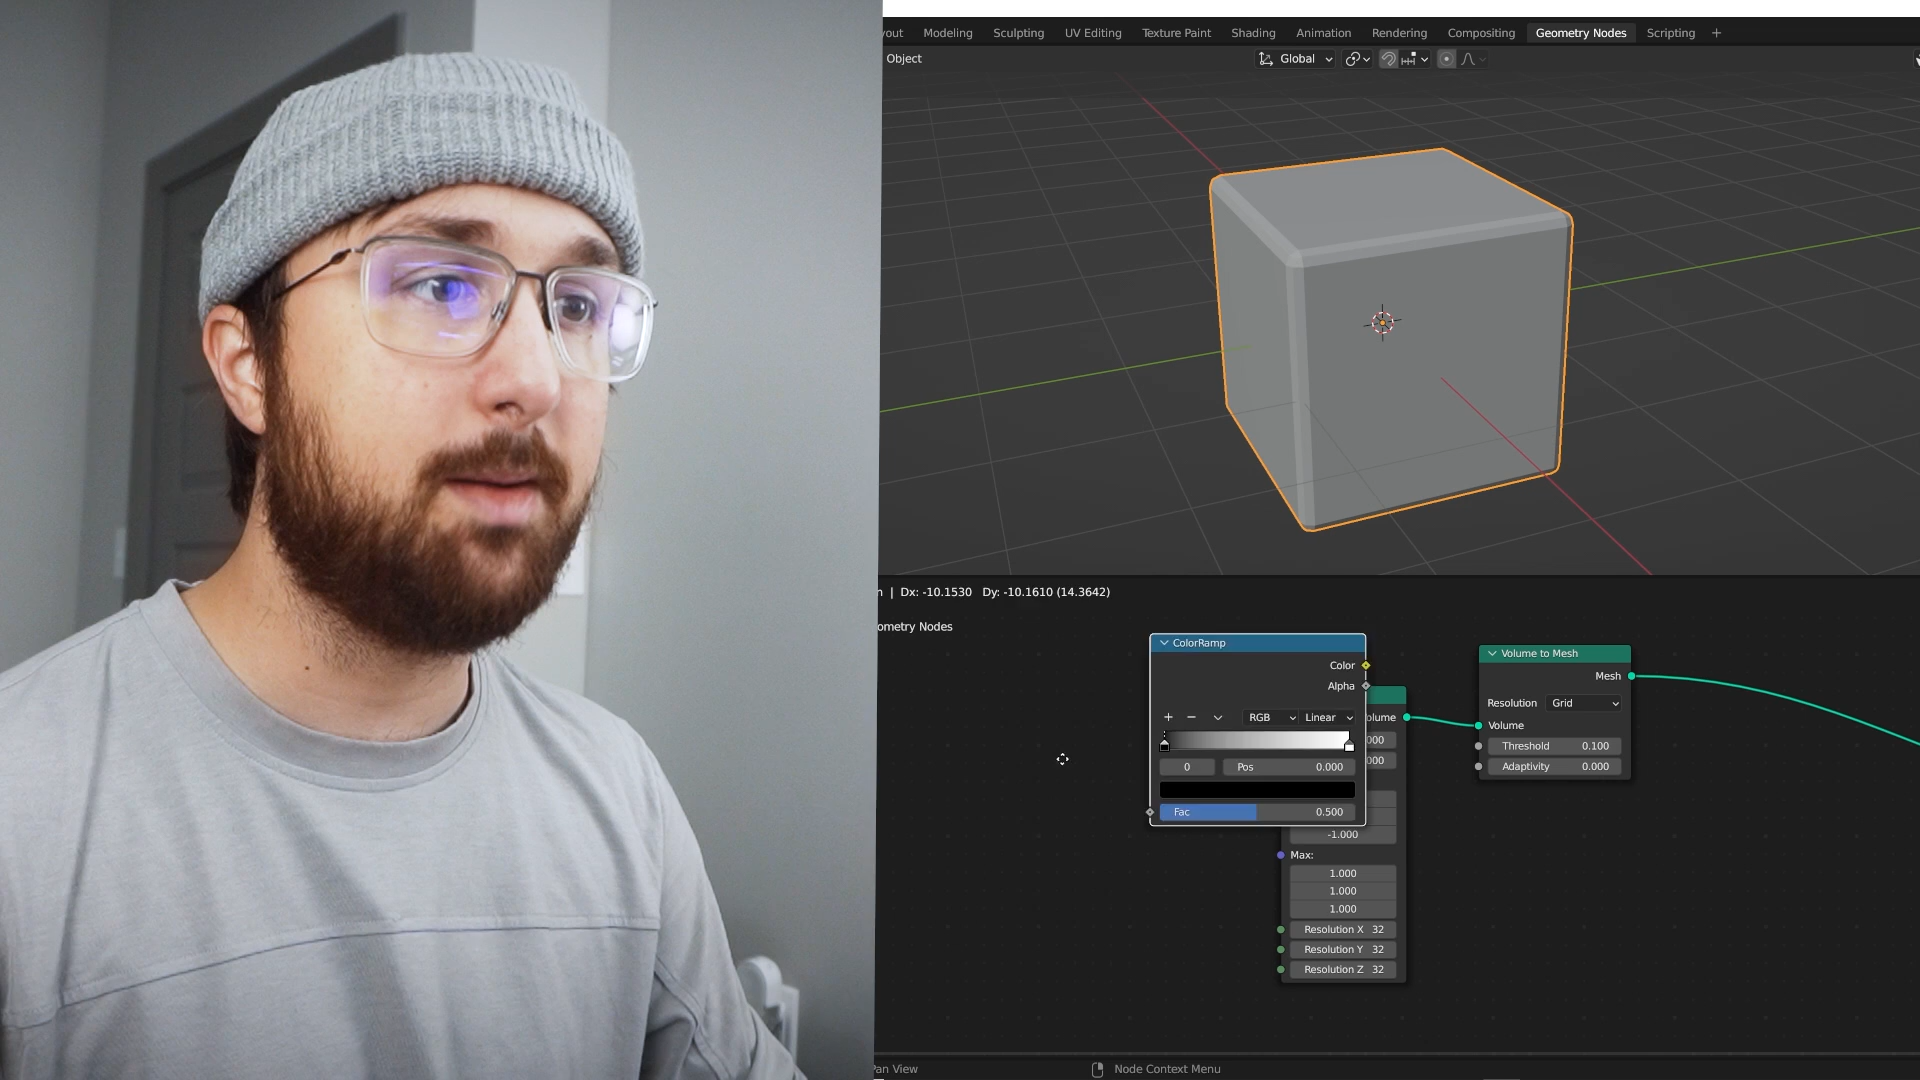 yout Modeling Sculpting UV Editing Texture Paint Shading Animation Rendering Compositing Geometry Nodes Scripting +
Object Global
n | Dx: -10.1530 Dy: -10.1610 (14.3642)
ometry Nodes
ColorRamp
Color
Alpha
+ − RGB Linear
0 Pos 0.000
Fac 0.500
olume
000
000
-1.000
Max:
1.000
1.000
1.000
Resolution X 32
Resolution Y 32
Resolution Z 32
Volume to Mesh
Mesh
Resolution Grid
Volume
Threshold 0.100
Adaptivity 0.000
Pan View Node Context Menu